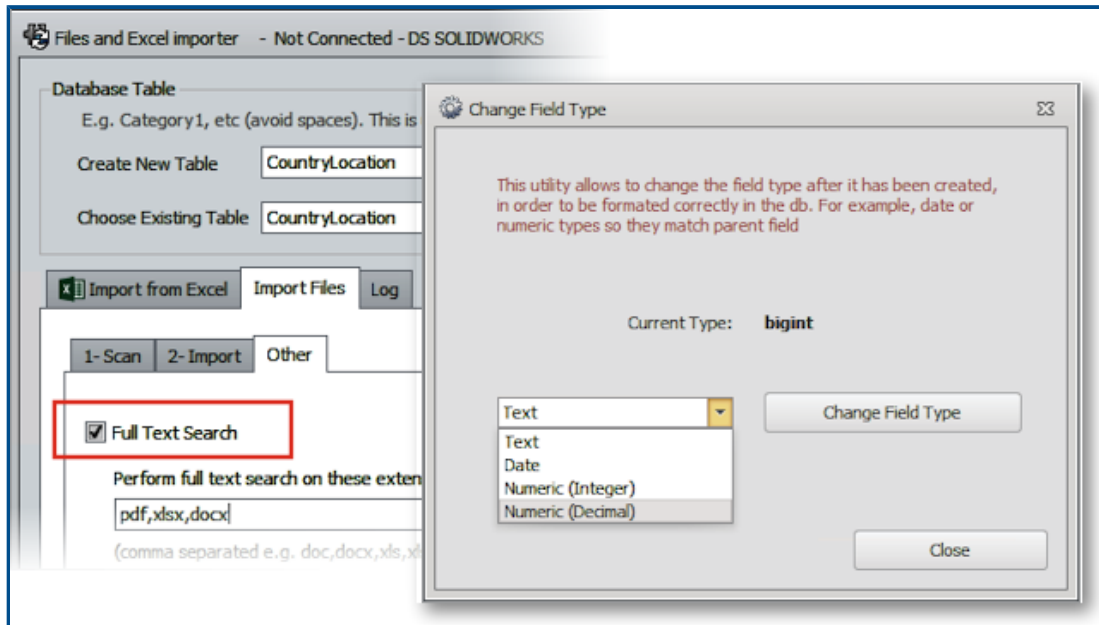 Files and Excel importer - Not Connected - DS SOLIDWORKS
Database Table
E.g. Category1, etc (avoid spaces). This is
Create New Table CountryLocation
Choose Existing Table CountryLocation
Import from Excel Import Files Log
1- Scan 2- Import Other
Full Text Search
Perform full text search on these exten
pdf,xlsx,docx
(comma separated e.g. doc,docx,xls,xl
Change Field Type
This utility allows to change the field type after it has been created,
in order to be formated correctly in the db. For example, date or
numeric types so they match parent field
Current Type: bigint
Text Change Field Type
Text
Date
Numeric (Integer)
Numeric (Decimal)
Close